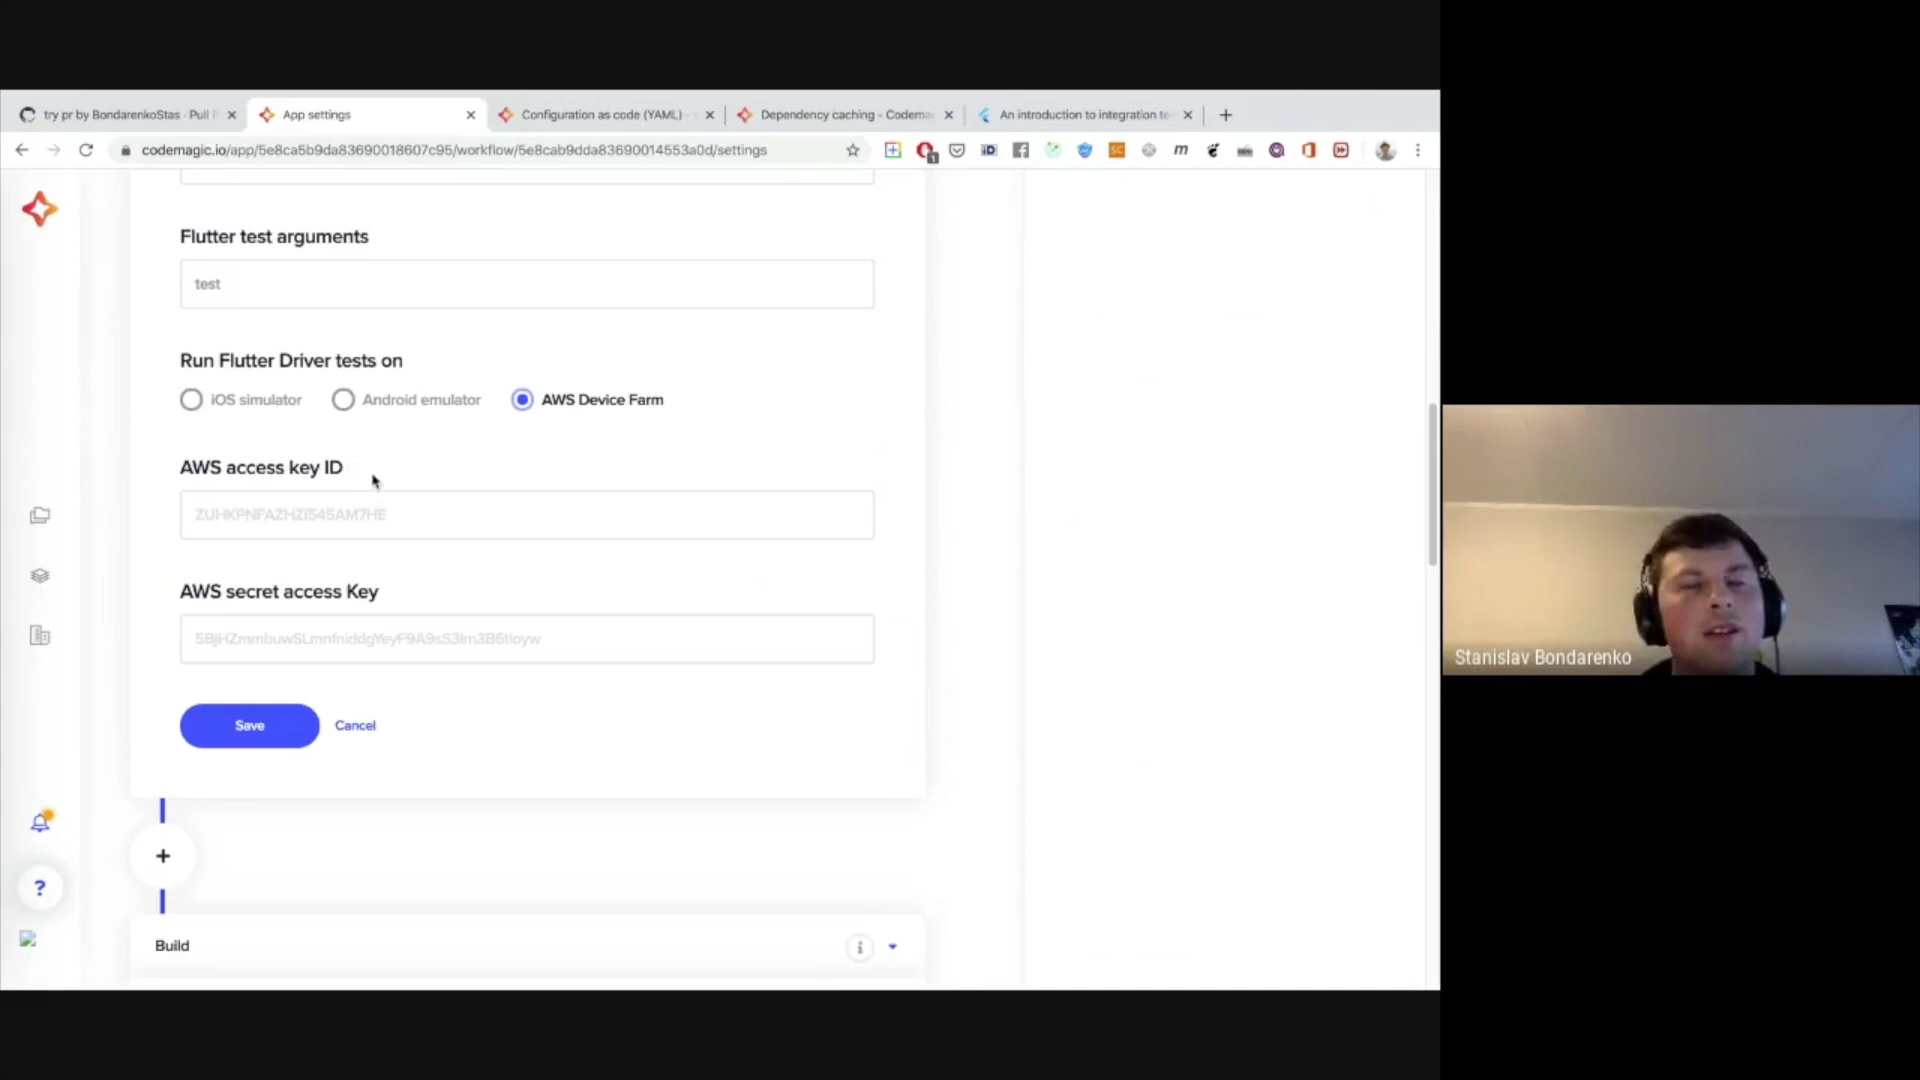 try pr by BondarenkoStas · Pull
App settings
Configuration as code (YAML) -
Dependency caching - Codema
An introduction to integration te
codemagic.io/app/5e8ca5b9da83690018607c95/workflow/5e8cab9dda83690014553a0d/settings
Flutter test arguments
test
Run Flutter Driver tests on
iOS simulator
Android emulator
AWS Device Farm
AWS access key ID
ZUHKPNFAZHZI545AM7HE
AWS secret access Key
Save
Cancel
Build
Stanislav Bondarenko